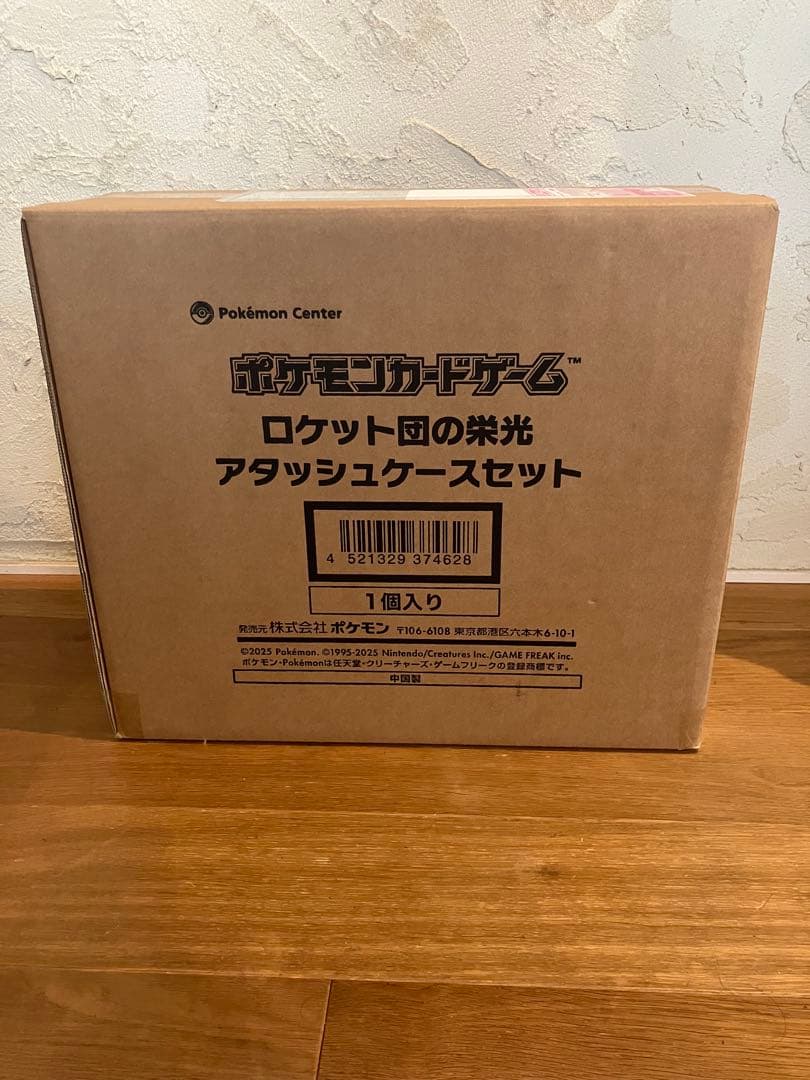 Pokémon Center
ポケモンカードゲーム™
ロケット団の栄光
アタッシュケースセット
4 521329 374628
1個入り
発売元 株式会社 ポケモン 〒106-6108 東京都港区六本木6-10-1
©2025 Pokémon. ©1995-2025 Nintendo/Creatures Inc./GAME FREAK inc.
ポケモン・Pokémonは任天堂・クリーチャーズ・ゲームフリークの登録商標です。
中国製